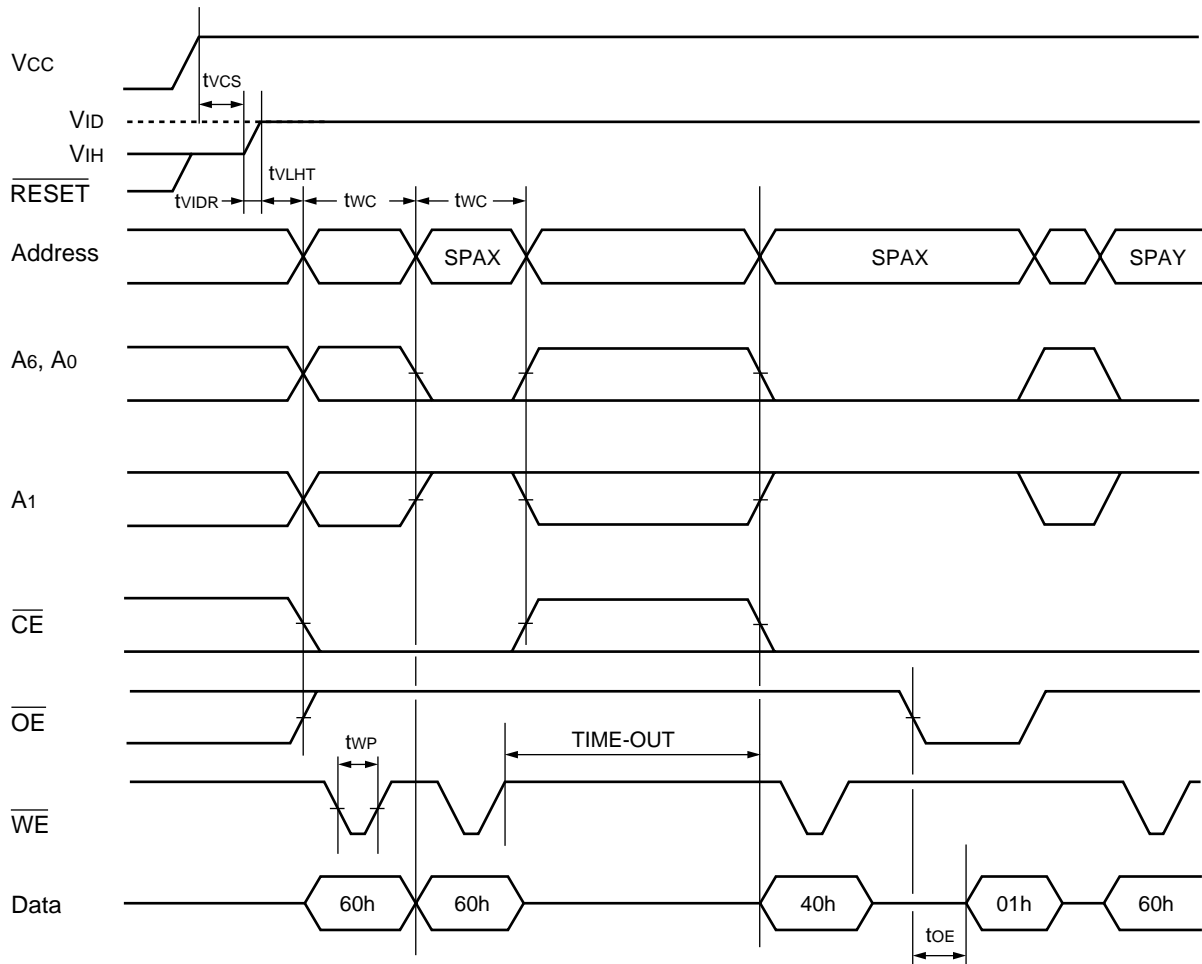 VCC
tVCS
VID
VIH
RESET
tVLHT
tVIDR
tWC
tWC
Address
SPAX
SPAX
SPAY
A6, A0
A1
CE
OE
TIME-OUT
tWP
WE
Data
60h
60h
40h
01h
60h
tOE